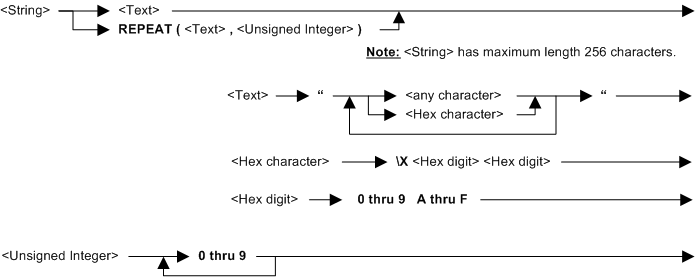 <String> <Text>
REPEAT ( <Text> , <Unsigned Integer> )
Note: <String> has maximum length 256 characters.
<Text> “ <any character> “
<Hex character>
<Hex character> \X <Hex digit> <Hex digit>
<Hex digit> 0 thru 9 A thru F
<Unsigned Integer> 0 thru 9